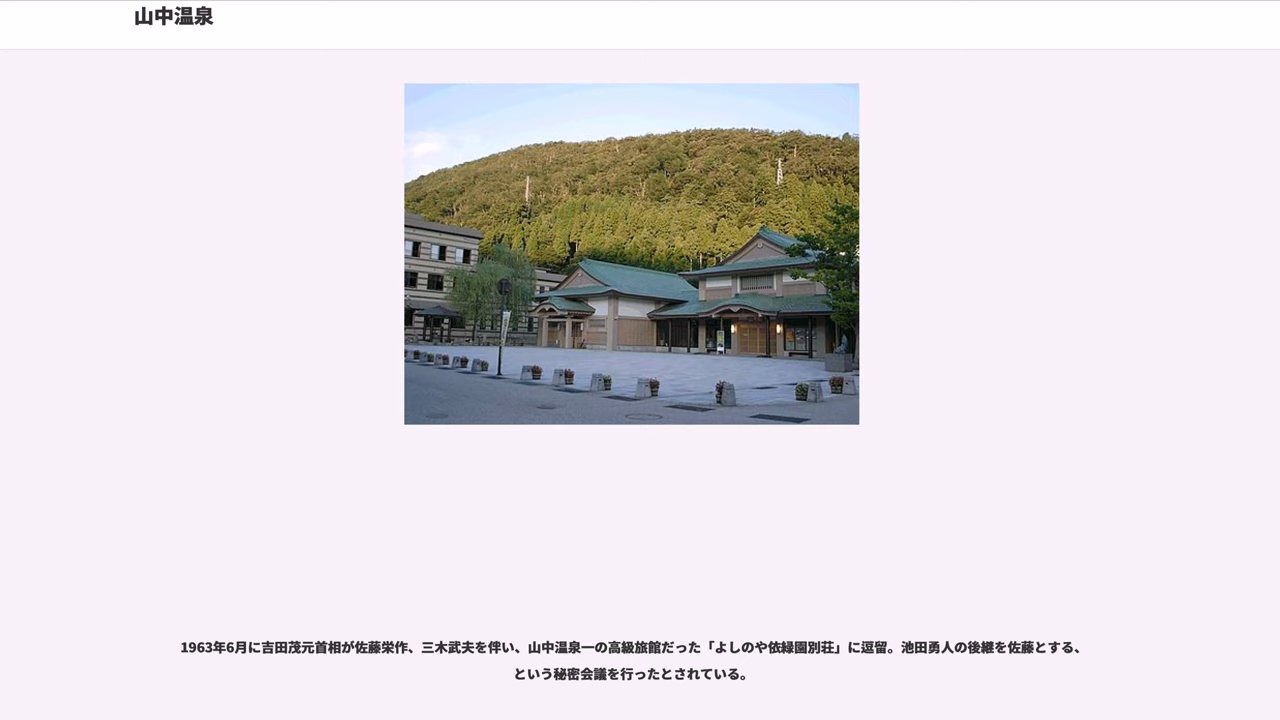 山中温泉
1963年6月に吉田茂元首相が佐藤栄作、三木武夫を伴い、山中温泉一の高級旅館だった「よしのや依緑園別荘」に逗留。池田勇人の後継を佐藤とする、
という秘密会議を行ったとされている。